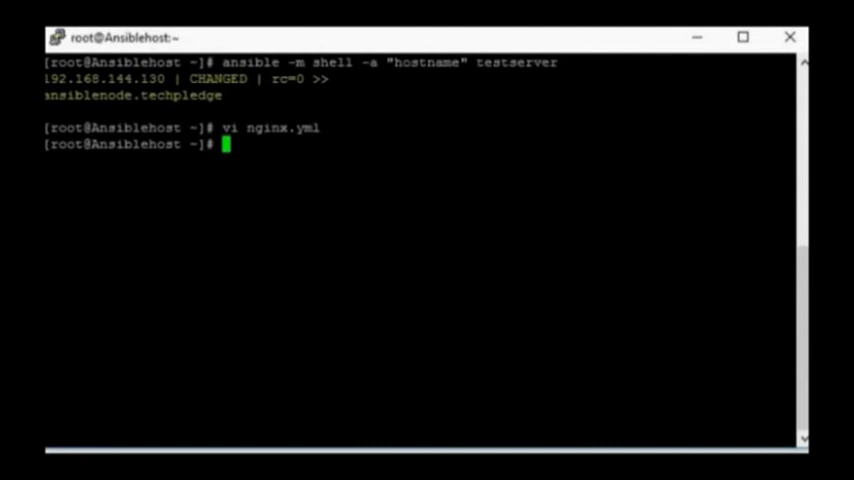 root@Ansiblehost:~
[root@Ansiblehost ~]# ansible -m shell -a "hostname" testserver
192.168.144.130 | CHANGED | rc=0 >>
ansiblenode.techpledge
[root@Ansiblehost ~]# vi nginx.yml
[root@Ansiblehost ~]#